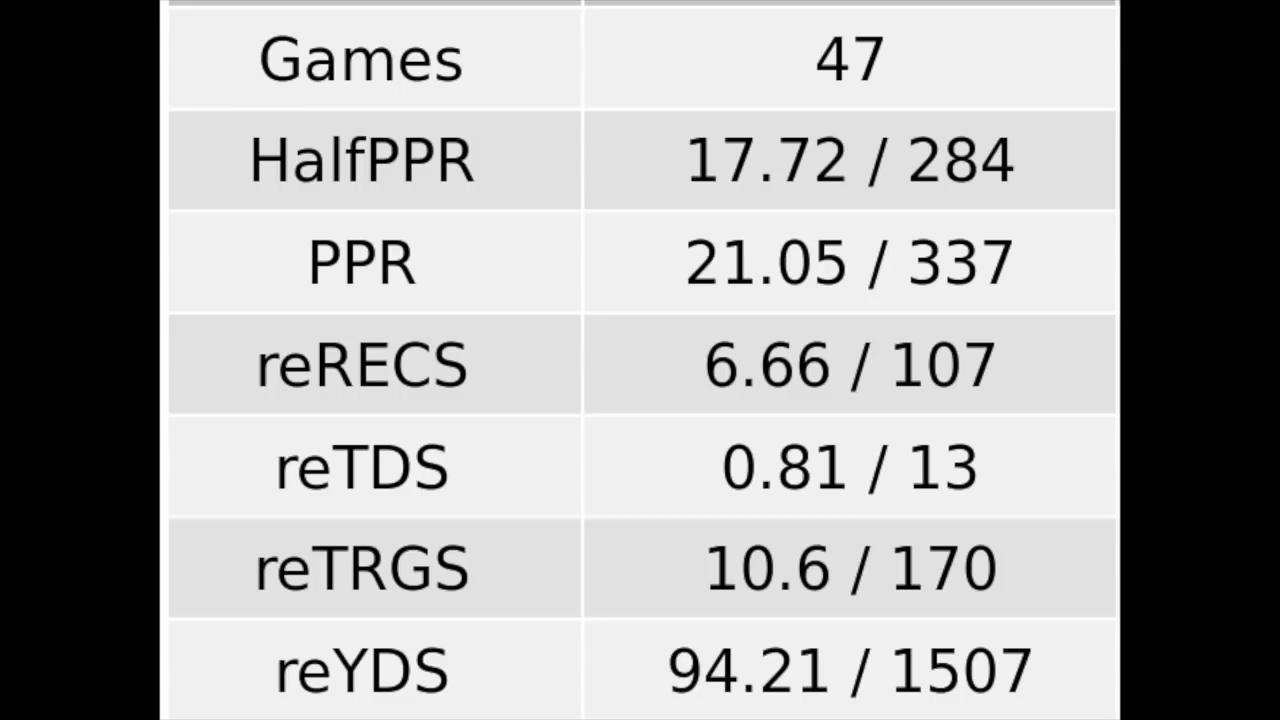 Games 47
HalfPPR 17.72 / 284
PPR 21.05 / 337
reRECS 6.66 / 107
reTDS 0.81 / 13
reTRGS 10.6 / 170
reYDS 94.21 / 1507